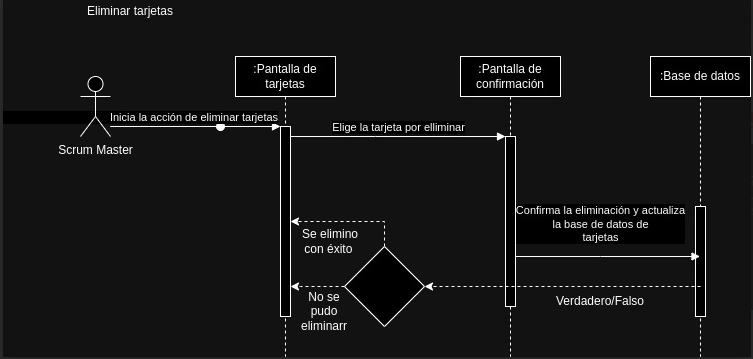 Eliminar tarjetas
:Pantalla de
tarjetas
:Pantalla de
confirmación
:Base de datos
Inicia la acción de eliminar tarjetas
Elige la tarjeta por elliminar
Scrum Master
Confirma la eliminación y actualiza
la base de datos de
tarjetas
Se elimino
con éxito
No se
pudo
eliminarr
Verdadero/Falso